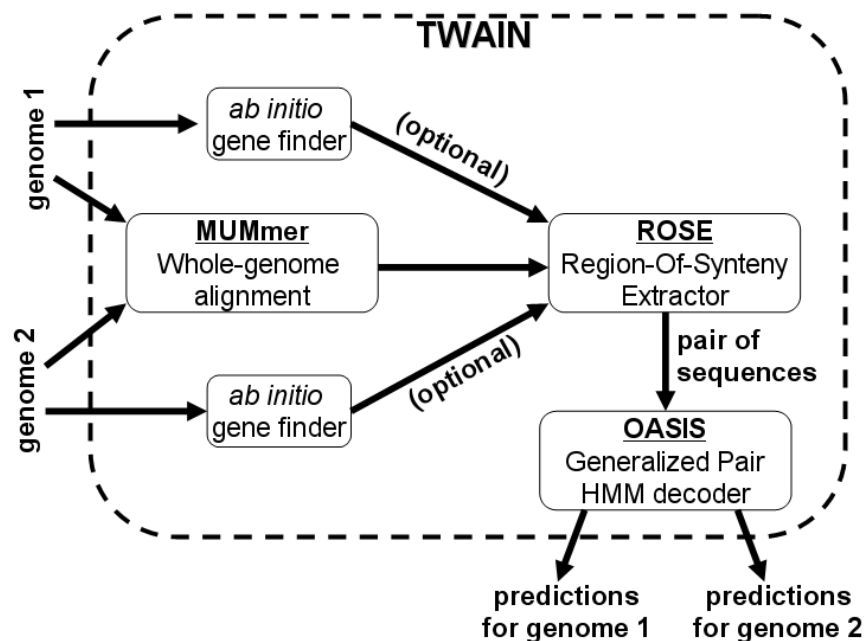 TWAIN
genome 1
ab initio
gene finder
(optional)
MUMmer
Whole-genome
alignment
ROSE
Region-Of-Synteny
Extractor
genome 2
ab initio
gene finder
(optional)
pair of
sequences
OASIS
Generalized Pair
HMM decoder
predictions
for genome 1
predictions
for genome 2